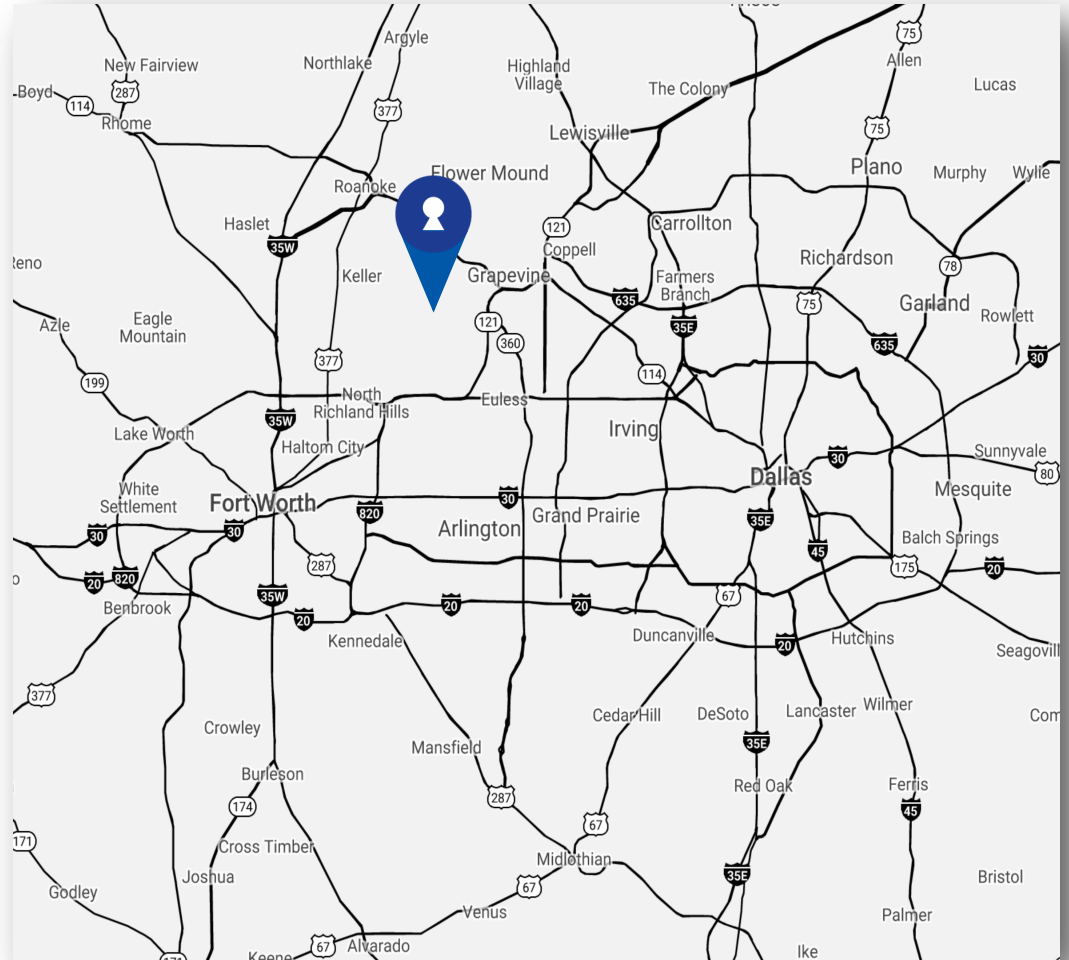 Argyle
75
New Fairview
Northlake
Highland
Village
Allen
287
The Colony
Lucas
Boyd
114
377
Rhome
Lewisville
75
Flower Mound
Plano
Murphy
Wylie
Roanoke
Haslet
121
Carrollton
35W
Coppell
Richardson
Reno
Keller
Grapevine
Farmers
Branch
78
635
75
Garland
Rowlett
Azle
Eagle
Mountain
121
35E
360
635
30
377
199
114
North
Richland Hills
Euless
35W
Lake Worth
Haltom City
Irving
Sunnyvale
30
80
Dallas
White
Settlement
Fort Worth
30
Mesquite
820
Arlington
Grand Prairie
35E
30
30
Balch Springs
45
287
175
20
20
820
35W
67
Benbrook
20
20
20
Kennedale
Duncanville
20
Hutchins
Seagovill
377
Crowley
Cedar Hill
DeSoto
Lancaster
Wilmer
Com
Mansfield
35E
Burleson
Red Oak
Ferris
287
174
45
67
171
Cross Timber
Midlothian
35E
Joshua
Bristol
Godley
67
Venus
Palmer
67
Alvarado
Ike
Keene
171